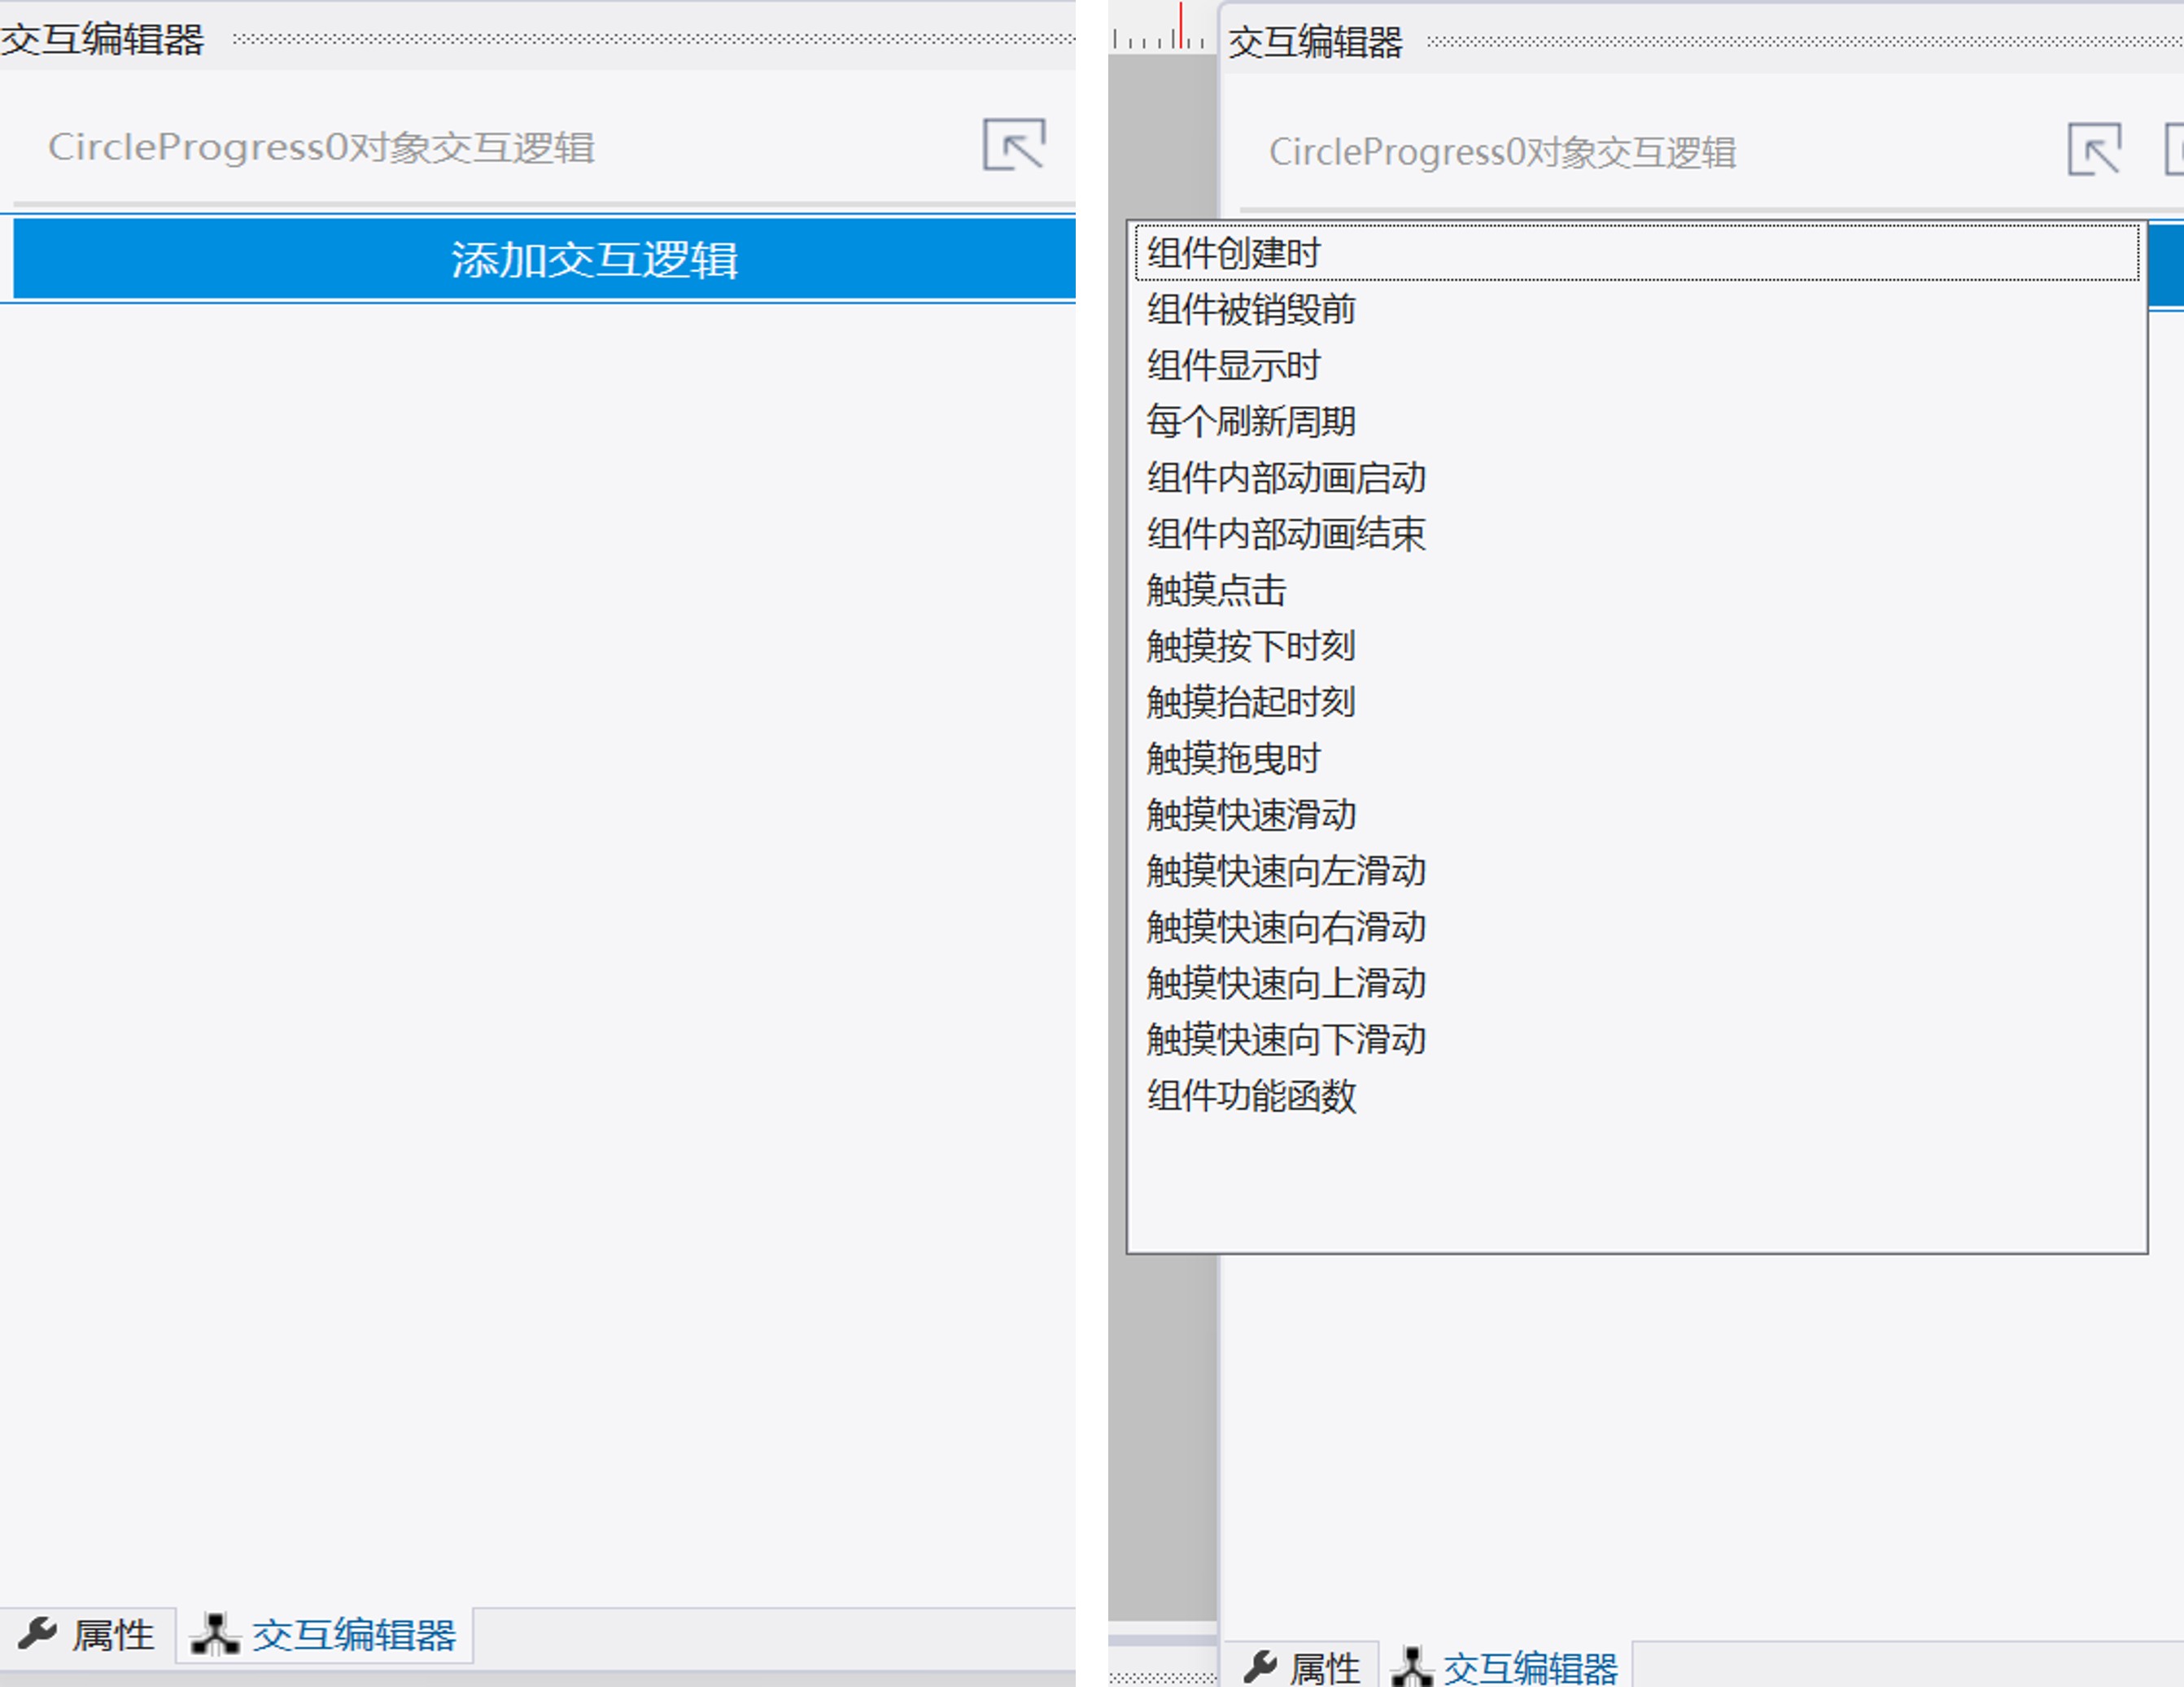 交互编辑器
CircleProgress0对象交互逻辑
添加交互逻辑
属性
交互编辑器
交互编辑器
CircleProgress0对象交互逻辑
组件创建时
组件被销毁前
组件显示时
每个刷新周期
组件内部动画启动
组件内部动画结束
触摸点击
触摸按下时刻
触摸抬起时刻
触摸拖曳时
触摸快速滑动
触摸快速向左滑动
触摸快速向右滑动
触摸快速向上滑动
触摸快速向下滑动
组件功能函数
属性
交互编辑器